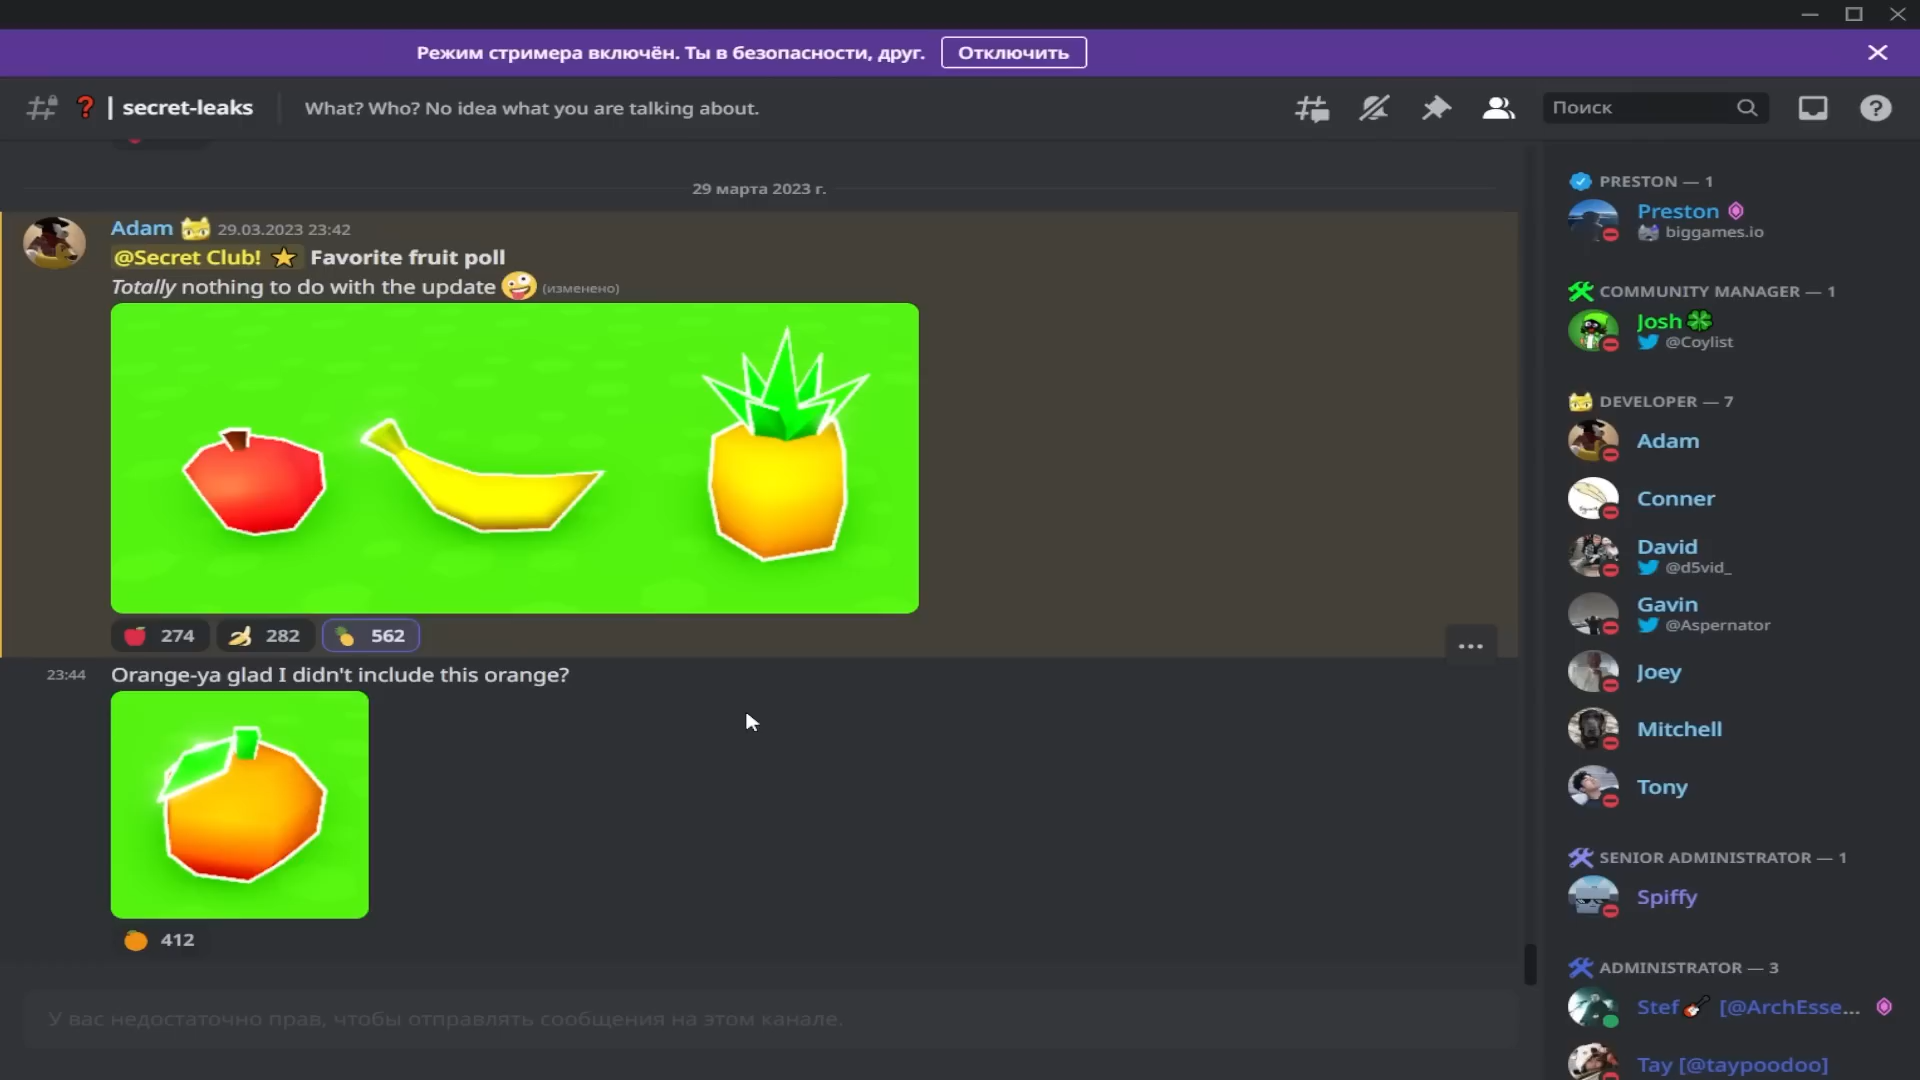 Режим стримера включён. Ты в безопасности, друг. Отключить
| secret-leaks What? Who? No idea what you are talking about. Поиск
29 марта 2023 г.
Adam 29.03.2023 23:42
@Secret Club! Favorite fruit poll
Totally nothing to do with the update (изменено)
274 282 562
23:44 Orange-ya glad I didn't include this orange?
412
У вас недостаточно прав, чтобы отправлять сообщения на этом канале.
PRESTON — 1
Preston
biggames.io
COMMUNITY MANAGER — 1
Josh
@Coylist
DEVELOPER — 7
Adam
Conner
David
@d5vid_
Gavin
@Aspernator
Joey
Mitchell
Tony
SENIOR ADMINISTRATOR — 1
Spiffy
ADMINISTRATOR — 3
Stef [@ArchEsse...
Tay [@taypoodoo]